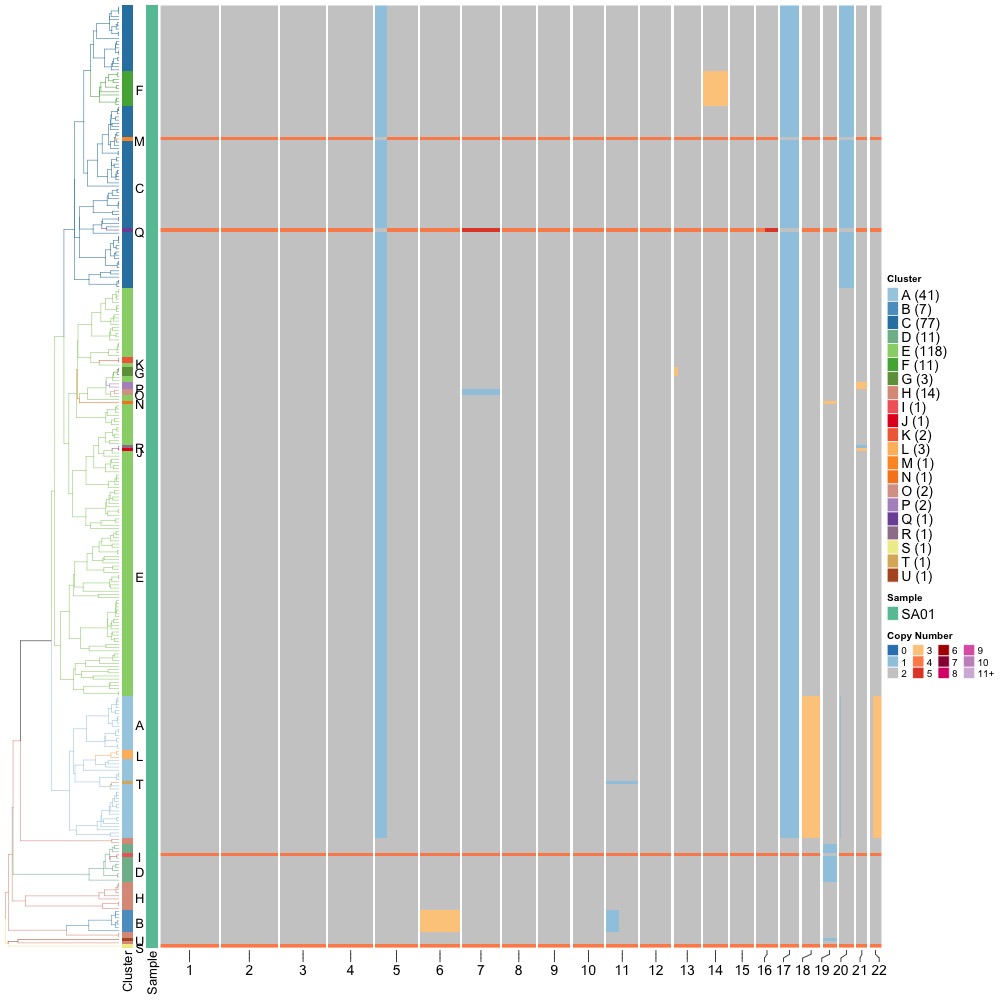 F
M
C
Q
K
G
P
O
N
R
J
E
A
L
T
I
D
H
B
U
S
Cluster
Sample
1 2 3 4 5 6 7 8 9 10 11 12 13 14 15 16 17 18 19 20 21 22
Cluster
A (41)
B (7)
C (77)
D (11)
E (118)
F (11)
G (3)
H (14)
I (1)
J (1)
K (2)
L (3)
M (1)
N (1)
O (2)
P (2)
Q (1)
R (1)
S (1)
T (1)
U (1)
Sample
SA01
Copy Number
0 3 6 9
1 4 7 10
2 5 8 11+